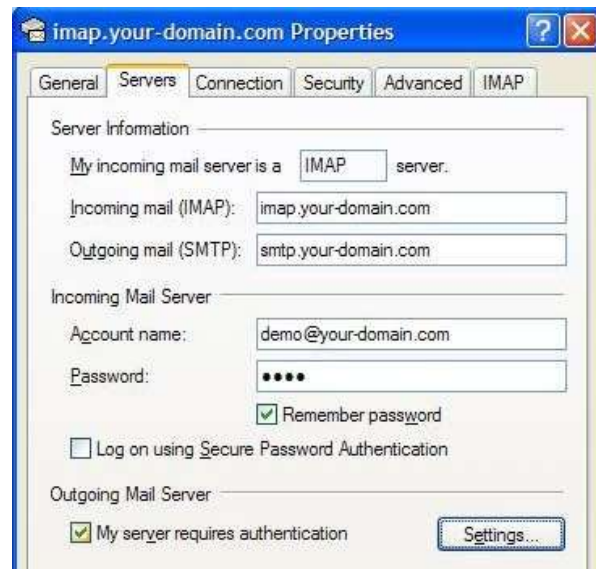 imap.your-domain.com Properties
General Servers Connection Security Advanced IMAP
Server Information
My incoming mail server is a IMAP server.
Incoming mail (IMAP): imap.your-domain.com
Outgoing mail (SMTP): smtp.your-domain.com
Incoming Mail Server
Account name: demo@your-domain.com
Password: ••••
Remember password
Log on using Secure Password Authentication
Outgoing Mail Server
My server requires authentication Settings...